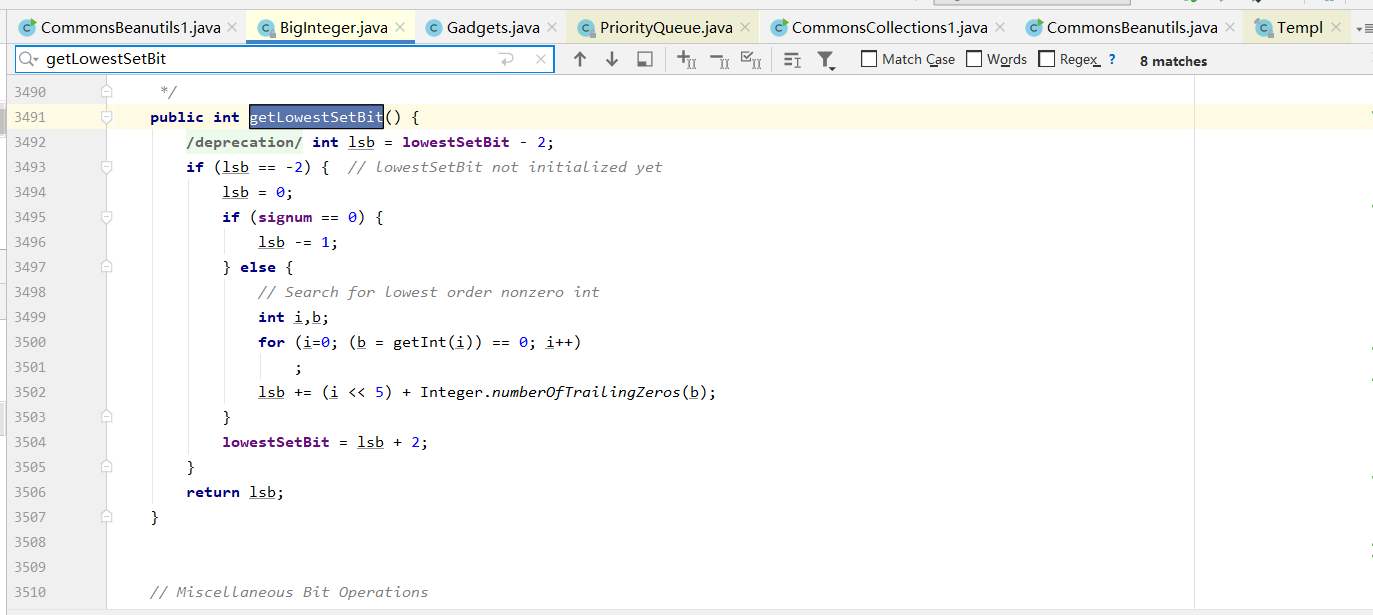 CommonsBeanutils1.java BigInteger.java Gadgets.java PriorityQueue.java CommonsCollections1.java CommonsBeanutils.java Templ
getLowestSetBit Match Case Words Regex ? 8 matches
3490 */
3491 public int getLowestSetBit() {
3492 /deprecation/ int lsb = lowestSetBit - 2;
3493 if (lsb == -2) { // lowestSetBit not initialized yet
3494 lsb = 0;
3495 if (signum == 0) {
3496 lsb -= 1;
3497 } else {
3498 // Search for lowest order nonzero int
3499 int i,b;
3500 for (i=0; (b = getInt(i)) == 0; i++)
3501 ;
3502 lsb += (i << 5) + Integer.numberOfTrailingZeros(b);
3503 }
3504 lowestSetBit = lsb + 2;
3505 }
3506 return lsb;
3507 }
3508
3509
3510 // Miscellaneous Bit Operations